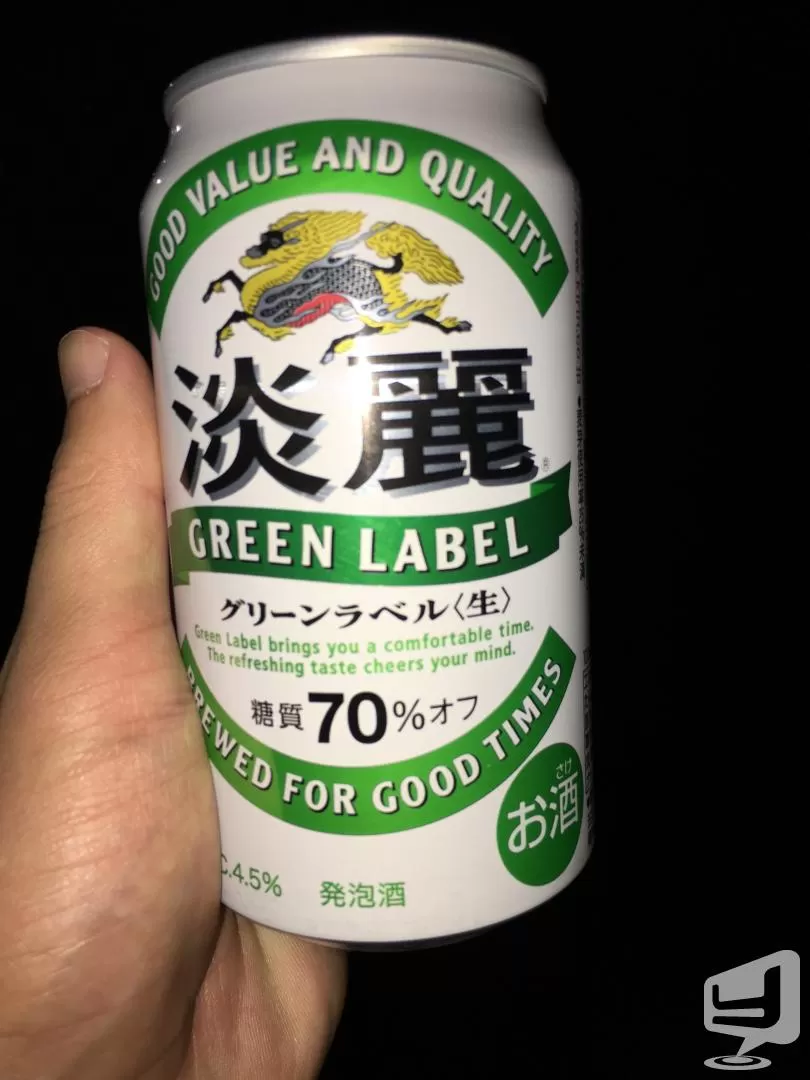 GOOD VALUE AND QUALITY
淡麗
®
GREEN LABEL
グリーンラベル〈生〉
Green Label brings you a comfortable time.
The refreshing taste cheers your mind.
糖質70%オフ
BREWED FOR GOOD TIMES
さけ
お酒
.4.5%
発泡酒